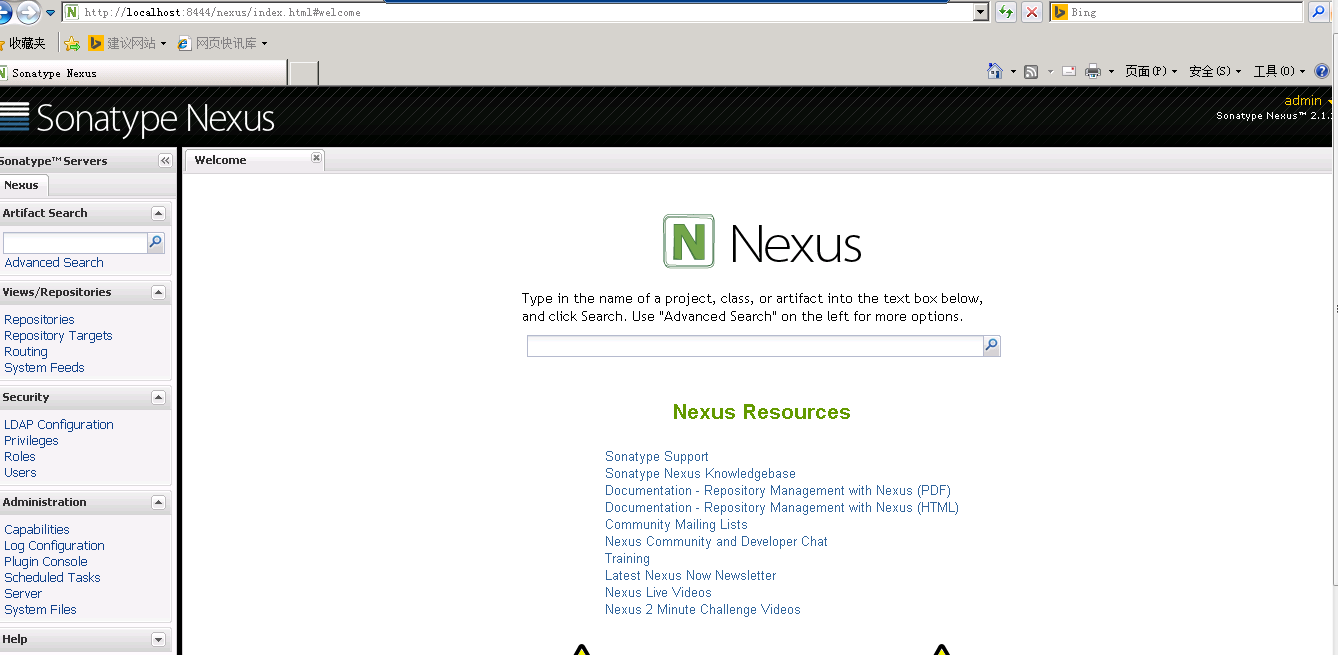 http://localhost:8444/nexus/index.html#welcome
Bing
收藏夹
建议网站
网页快讯库
Sonatype Nexus
页面(P)
安全(S)
工具(O)
Sonatype Nexus
admin
Sonatype Nexus™ 2.1.
Sonatype™ Servers
Welcome
Nexus
Artifact Search
Advanced Search
Views/Repositories
Repositories
Repository Targets
Routing
System Feeds
Security
LDAP Configuration
Privileges
Roles
Users
Administration
Capabilities
Log Configuration
Plugin Console
Scheduled Tasks
Server
System Files
Help
N Nexus
Type in the name of a project, class, or artifact into the text box below,
and click Search. Use "Advanced Search" on the left for more options.
Nexus Resources
Sonatype Support
Sonatype Nexus Knowledgebase
Documentation - Repository Management with Nexus (PDF)
Documentation - Repository Management with Nexus (HTML)
Community Mailing Lists
Nexus Community and Developer Chat
Training
Latest Nexus Now Newsletter
Nexus Live Videos
Nexus 2 Minute Challenge Videos